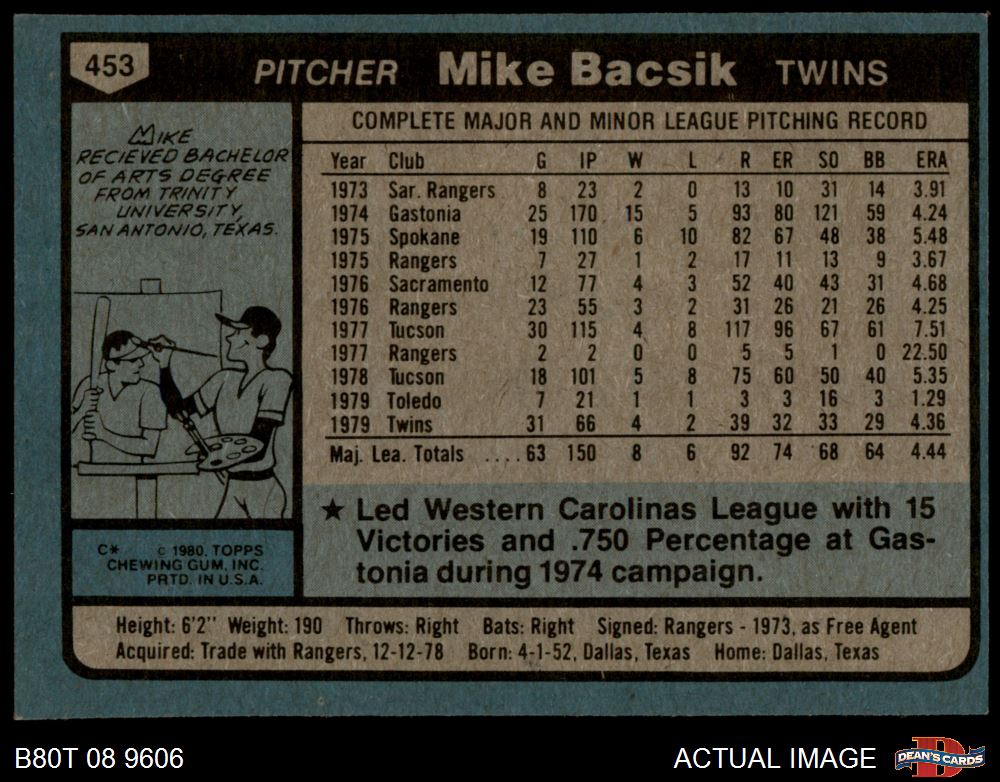 453 PITCHER Mike Bacsik TWINS
MIKE
RECIEVED BACHELOR
OF ARTS DEGREE
FROM TRINITY
UNIVERSITY,
SAN ANTONIO, TEXAS.
C* © 1980. TOPPS
CHEWING GUM, INC.
PRTD. IN U.S.A.
COMPLETE MAJOR AND MINOR LEAGUE PITCHING RECORD
Year Club G IP W L R ER SO BB ERA
1973 Sar. Rangers 8 23 2 0 13 10 31 14 3.91
1974 Gastonia 25 170 15 5 93 80 121 59 4.24
1975 Spokane 19 110 6 10 82 67 48 38 5.48
1975 Rangers 7 27 1 2 17 11 13 9 3.67
1976 Sacramento 12 77 4 3 52 40 43 31 4.68
1976 Rangers 23 55 3 2 31 26 21 26 4.25
1977 Tucson 30 115 4 8 117 96 67 61 7.51
1977 Rangers 2 2 0 0 5 5 1 0 22.50
1978 Tucson 18 101 5 8 75 60 50 40 5.35
1979 Toledo 7 21 1 1 3 3 16 3 1.29
1979 Twins 31 66 4 2 39 32 33 29 4.36
Maj. Lea. Totals ....63 150 8 6 92 74 68 64 4.44
★ Led Western Carolinas League with 15
Victories and .750 Percentage at Gas-
tonia during 1974 campaign.
Height: 6'2" Weight: 190 Throws: Right Bats: Right Signed: Rangers - 1973, as Free Agent
Acquired: Trade with Rangers, 12-12-78 Born: 4-1-52, Dallas, Texas Home: Dallas, Texas
B80T 08 9606 ACTUAL IMAGE D DEAN'S CARDS